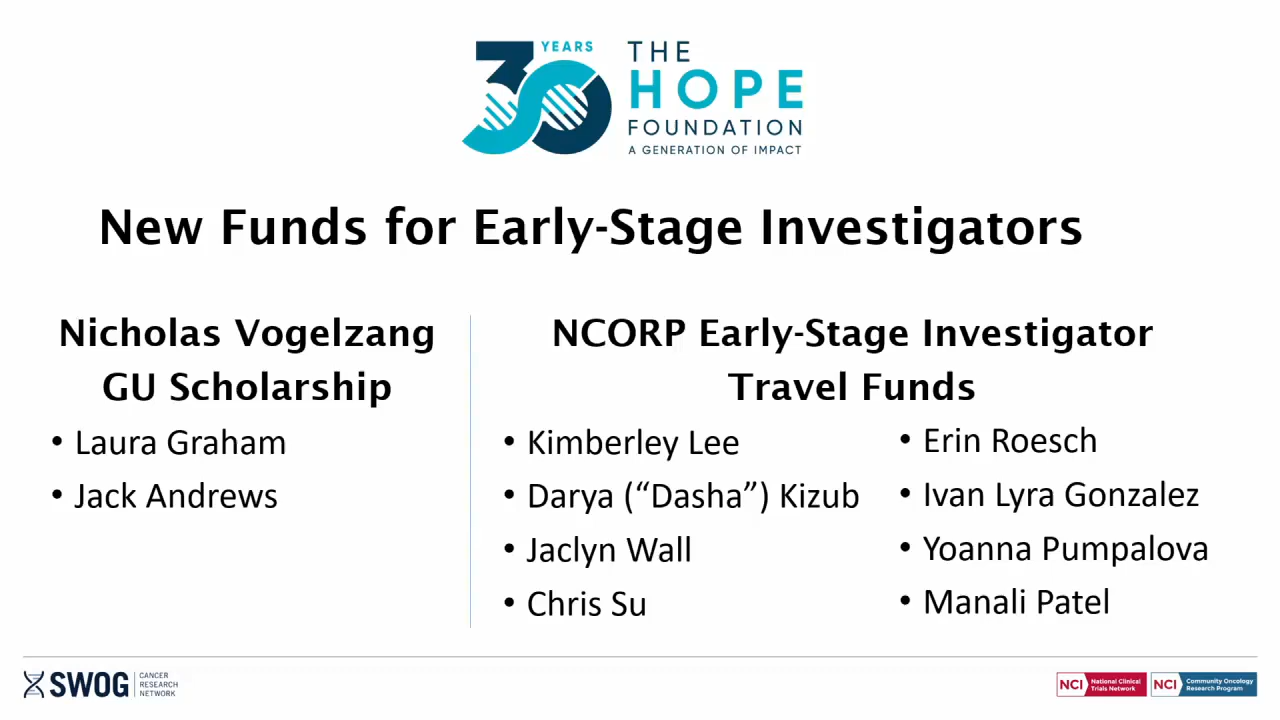 30 YEARS
THE
HOPE
FOUNDATION
A GENERATION OF IMPACT
New Funds for Early-Stage Investigators
Nicholas Vogelzang
GU Scholarship
• Laura Graham
• Jack Andrews
NCORP Early-Stage Investigator
Travel Funds
• Kimberley Lee
• Darya (“Dasha”) Kizub
• Jaclyn Wall
• Chris Su
• Erin Roesch
• Ivan Lyra Gonzalez
• Yoanna Pumpalova
• Manali Patel
SWOG
CANCER
RESEARCH
NETWORK
NCI
National Clinical
Trials Network
NCI
Community Oncology
Research Program